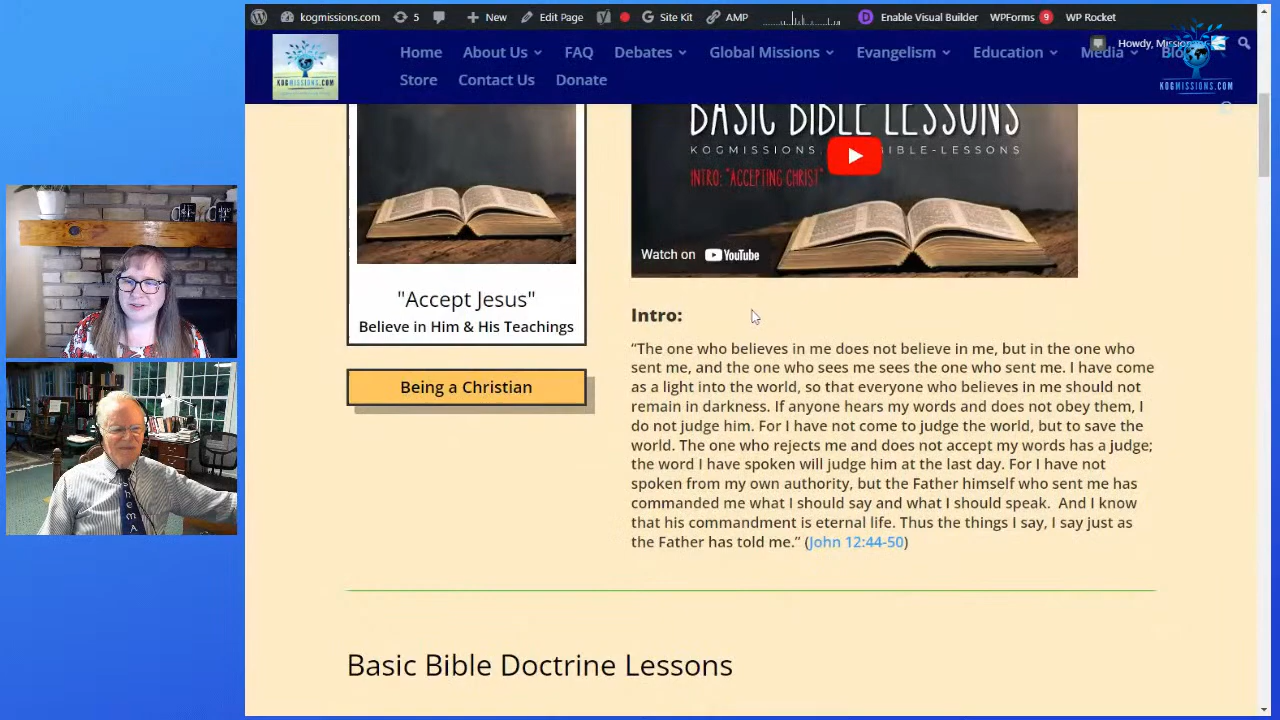 kogmissions.com 5 New Edit Page Site Kit AMP Enable Visual Builder WPForms 9 WP Rocket
Howdy, Mission
Home About Us FAQ Debates Global Missions Evangelism Education Media Blog
Store Contact Us Donate
KOGMISSIONS.COM
KOGMISSIONS.COM
BASIC BIBLE LESSONS
KOGMISSIONS. BIBLE-LESSONS
INTRO: "ACCEPTING CHRIST"
Watch on YouTube
"Accept Jesus"
Believe in Him & His Teachings
Being a Christian
Intro:
“The one who believes in me does not believe in me, but in the one who
sent me, and the one who sees me sees the one who sent me. I have come
as a light into the world, so that everyone who believes in me should not
remain in darkness. If anyone hears my words and does not obey them, I
do not judge him. For I have not come to judge the world, but to save the
world. The one who rejects me and does not accept my words has a judge;
the word I have spoken will judge him at the last day. For I have not
spoken from my own authority, but the Father himself who sent me has
commanded me what I should say and what I should speak. And I know
that his commandment is eternal life. Thus the things I say, I say just as
the Father has told me.” (John 12:44-50)
Basic Bible Doctrine Lessons